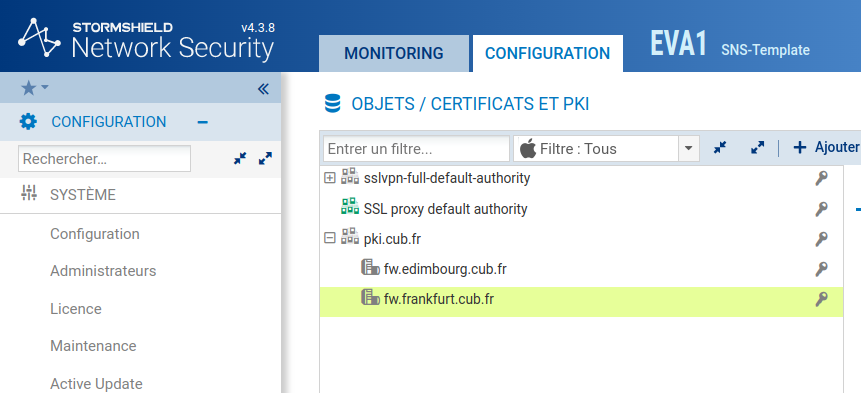 STORMSHIELD v4.3.8
Network Security
MONITORING
CONFIGURATION
EVA1 SNS-Template
CONFIGURATION
Rechercher...
SYSTÈME
Configuration
Administrateurs
Licence
Maintenance
Active Update
OBJETS / CERTIFICATS ET PKI
Entrer un filtre... Filtre : Tous Ajouter
sslvpn-full-default-authority
SSL proxy default authority
pki.cub.fr
fw.edimbourg.cub.fr
fw.frankfurt.cub.fr